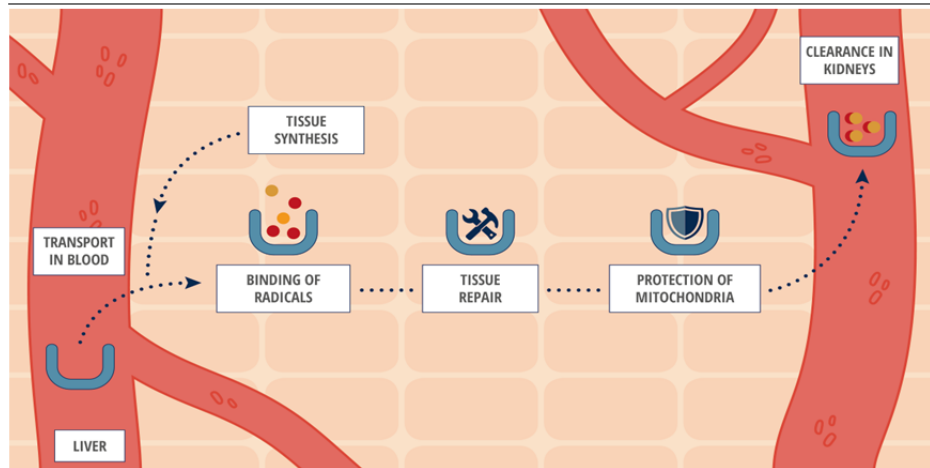 CLEARANCE IN
KIDNEYS
TISSUE
SYNTHESIS
TRANSPORT
IN BLOOD
BINDING OF
RADICALS
TISSUE
REPAIR
PROTECTION OF
MITOCHONDRIA
LIVER